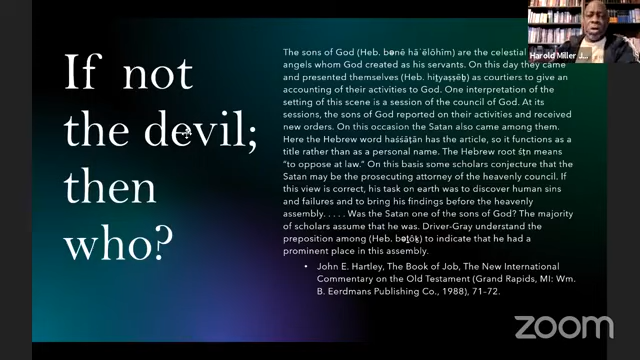 If not
the devil;
then
who?
The sons of God (Heb. bənê hāʾĕlōhîm) are the celestial
angels whom God created as his servants. On this day they came
and presented themselves (Heb. hiṯyaṣṣēḇ) as courtiers to give an
accounting of their activities to God. One interpretation of the
setting of this scene is a session of the council of God. At its
sessions, the sons of God reported on their activities and received
new orders. On this occasion the Satan also came among them.
Here the Hebrew word haśśāṭān has the article, so it functions as a
title rather than as a personal name. The Hebrew root śṭn means
“to oppose at law.” On this basis some scholars conjecture that the
Satan may be the prosecuting attorney of the heavenly council. If
this view is correct, his task on earth was to discover human sins
and failures and to bring his findings before the heavenly
assembly. . . . . Was the Satan one of the sons of God? The majority
of scholars assume that he was. Driver-Gray understand the
preposition among (Heb. bəṯôḵ) to indicate that he had a
prominent place in this assembly.
• John E. Hartley, The Book of Job, The New International
Commentary on the Old Testament (Grand Rapids, MI: Wm.
B. Eerdmans Publishing Co., 1988), 71–72.
Harold Miller J...
zoom